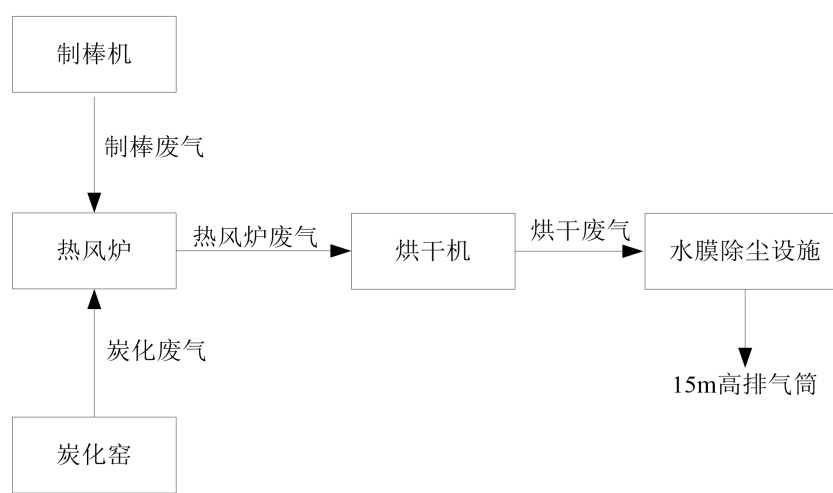 制棒机
制棒废气
热风炉
热风炉废气
烘干机
烘干废气
水膜除尘设施
炭化废气
15m高排气筒
炭化窑